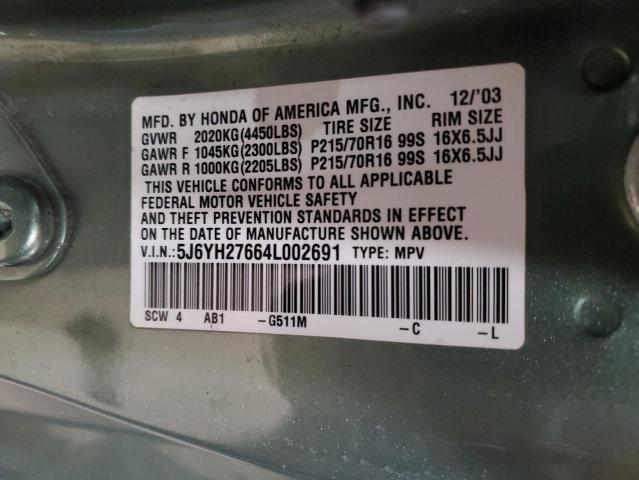 MFD. BY HONDA OF AMERICA MFG., INC. 12/'03
GVWR 2020KG(4450LBS) TIRE SIZE RIM SIZE
GAWR F 1045KG(2300LBS) P215/70R16 99S 16X6.5JJ
GAWR R 1000KG(2205LBS) P215/70R16 99S 16X6.5JJ
THIS VEHICLE CONFORMS TO ALL APPLICABLE
FEDERAL MOTOR VEHICLE SAFETY
AND THEFT PREVENTION STANDARDS IN EFFECT
ON THE DATE OF MANUFACTURE SHOWN ABOVE.
V.I.N.:5J6YH27664L002691 TYPE: MPV
SCW 4 AB1 -G511M -C -L